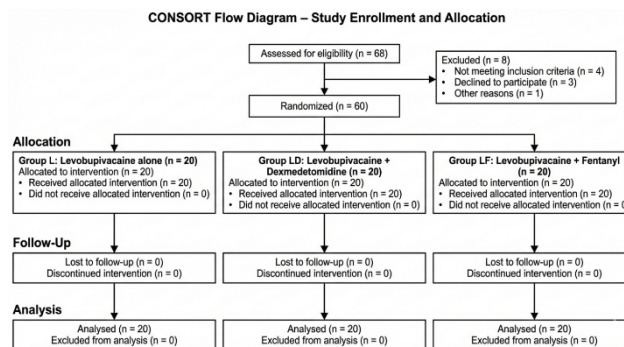 CONSORT Flow Diagram – Study Enrollment and Allocation
Assessed for eligibility (n = 68)
Excluded (n = 8)
• Not meeting inclusion criteria (n = 4)
• Declined to participate (n = 3)
• Other reasons (n = 1)
Randomized (n = 60)
Allocation
Group L: Levobupivacaine alone (n = 20)
Allocated to intervention (n = 20)
• Received allocated intervention (n = 20)
• Did not receive allocated intervention (n = 0)
Group LD: Levobupivacaine +
Dexmedetomidine (n = 20)
Allocated to intervention (n = 20)
• Received allocated intervention (n = 20)
• Did not receive allocated intervention (n = 0)
Group LF: Levobupivacaine + Fentanyl
(n = 20)
Allocated to intervention (n = 20)
• Received allocated intervention (n = 20)
• Did not receive allocated intervention (n = 0
Follow-Up
Lost to follow-up (n = 0)
Discontinued intervention (n = 0)
Lost to follow-up (n = 0)
Discontinued intervention (n = 0)
Lost to follow-up (n = 0)
Discontinued intervention (n = 0)
Analysis
Analysed (n = 20)
Excluded from analysis (n = 0)
Analysed (n = 20)
Excluded from analysis (n = 0)
Analysed (n = 20)
Excluded from analysis (n = 0)